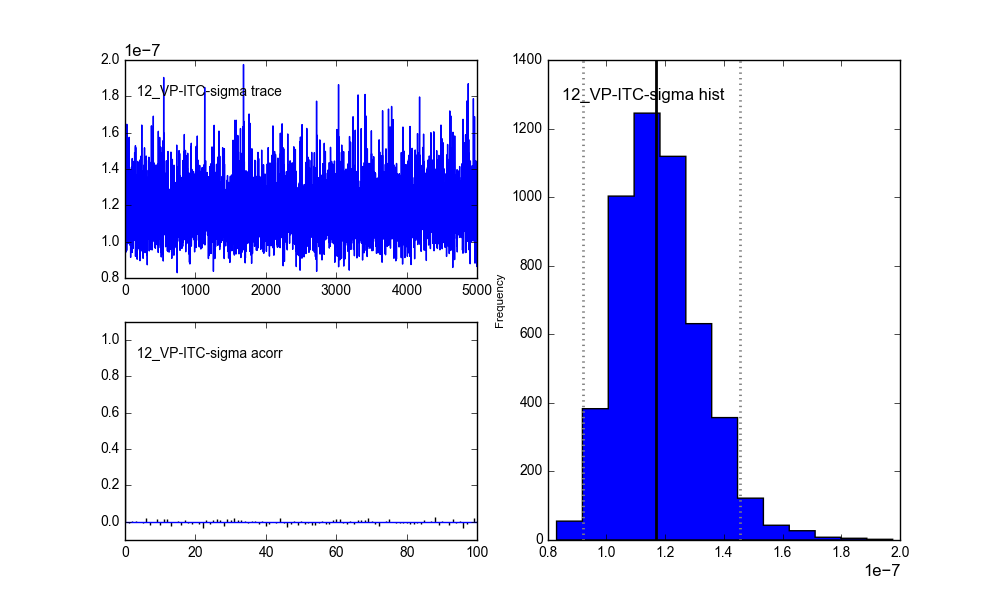 1e−7
2.0
1.8
1.6
1.4
1.2
1.0
0.8
12_VP-ITC-sigma trace
0 1000 2000 3000 4000 5000
1.0
0.8
0.6
0.4
0.2
0.0
12_VP-ITC-sigma acorr
0 20 40 60 80 100
1400
1200
1000
800
600
400
200
0
Frequency
12_VP-ITC-sigma hist
0.8 1.0 1.2 1.4 1.6 1.8 2.0
1e−7